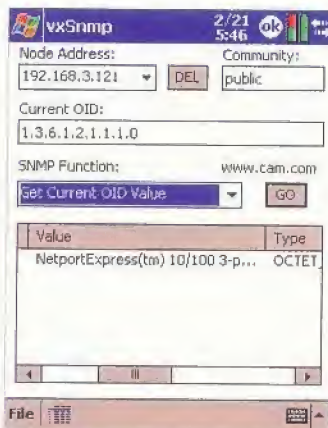 vxSnmp 2/21 5:46 ok
Node Address: Community:
192.168.3.121 DEL public
Current OID:
1.3.6.1.2.1.1.1.0
SNMP Function: www.cam.com
Get Current OID Value GO
Value Type
NetportExpress(tm) 10/100 3-p... OCTET
File